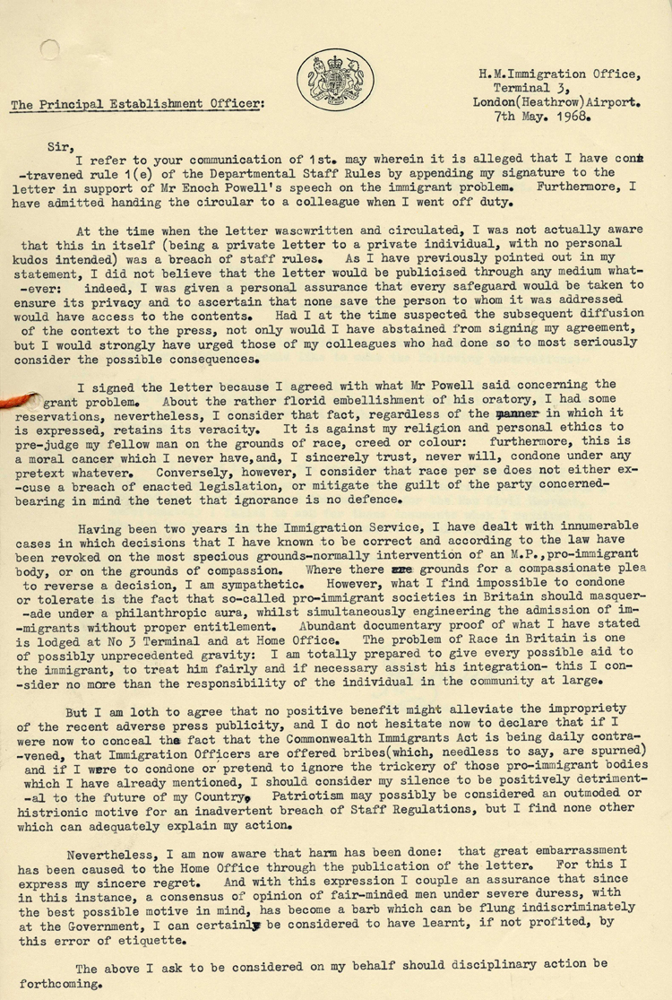 H.M.Immigration Office,
Terminal 3,
London(Heathrow)Airport.
7th May. 1968.
The Principal Establishment Officer:
Sir,
I refer to your communication of 1st. may wherein it is alleged that I have cont
-travened rule 1(e) of the Departmental Staff Rules by appending my signature to the
letter in support of Mr Enoch Powell's speech on the immigrant problem. Furthermore, I
have admitted handing the circular to a colleague when I went off duty.
At the time when the letter wascwritten and circulated, I was not actually aware
that this in itself (being a private letter to a private individual, with no personal
kudos intended) was a breach of staff rules. As I have previously pointed out in my
statement, I did not believe that the letter would be publicised through any medium what-
-ever: indeed, I was given a personal assurance that every safeguard would be taken to
ensure its privacy and to ascertain that none save the person to whom it was addressed
would have access to the contents. Had I at the time suspected the subsequent diffusion
of the context to the press, not only would I have abstained from signing my agreement,
but I would strongly have urged those of my colleagues who had done so to most seriously
consider the possible consequences.
I signed the letter because I agreed with what Mr Powell said concerning the
grant problem. About the rather florid embellishment of his oratory, I had some
reservations, nevertheless, I consider that fact, regardless of the manner in which it
is expressed, retains its veracity. It is against my religion and personal ethics to
pre-judge my fellow man on the grounds of race, creed or colour: furthermore, this is
a moral cancer which I never have,and, I sincerely trust, never will, condone under any
pretext whatever. Conversely, however, I consider that race per se does not either ex-
-cuse a breach of enacted legislation, or mitigate the guilt of the party concerned-
bearing in mind the tenet that ignorance is no defence.
Having been two years in the Immigration Service, I have dealt with innumerable
cases in which decisions that I have known to be correct and according to the law have
been revoked on the most specious grounds-normally intervention of an M.P.,pro-immigrant
body, or on the grounds of compassion. Where there are grounds for a compassionate plea
to reverse a decision, I am sympathetic. However, what I find impossible to condone
or tolerate is the fact that so-called pro-immigrant societies in Britain should masquer-
-ade under a philanthropic aura, whilst simultaneously engineering the admission of im-
-migrants without proper entitlement. Abundant documentary proof of what I have stated
is lodged at No 3 Terminal and at Home Office. The problem of Race in Britain is one
of possibly unprecedented gravity: I am totally prepared to give every possible aid to
the immigrant, to treat him fairly and if necessary assist his integration- this I con-
-sider no more than the responsibility of the individual in the community at large.
But I am loth to agree that no positive benefit might alleviate the impropriety
of the recent adverse press publicity, and I do not hesitate now to declare that if I
were now to conceal the fact that the Commonwealth Immigrants Act is being daily contra-
-vened, that Immigration Officers are offered bribes(which, needless to say, are spurned)
and if I were to condone or pretend to ignore the trickery of those pro-immigrant bodies
which I have already mentioned, I should consider my silence to be positively detriment-
-al to the future of my Country. Patriotism may possibly be considered an outmoded or
histrionic motive for an inadvertent breach of Staff Regulations, but I find none other
which can adequately explain my action.
Nevertheless, I am now aware that harm has been done: that great embarrassment
has been caused to the Home Office through the publication of the letter. For this I
express my sincere regret. And with this expression I couple an assurance that since
in this instance, a consensus of opinion of fair-minded men under severe duress, with
the best possible motive in mind, has become a barb which can be flung indiscriminately
at the Government, I can certainly be considered to have learnt, if not profited, by
this error of etiquette.
The above I ask to be considered on my behalf should disciplinary action be
forthcoming.